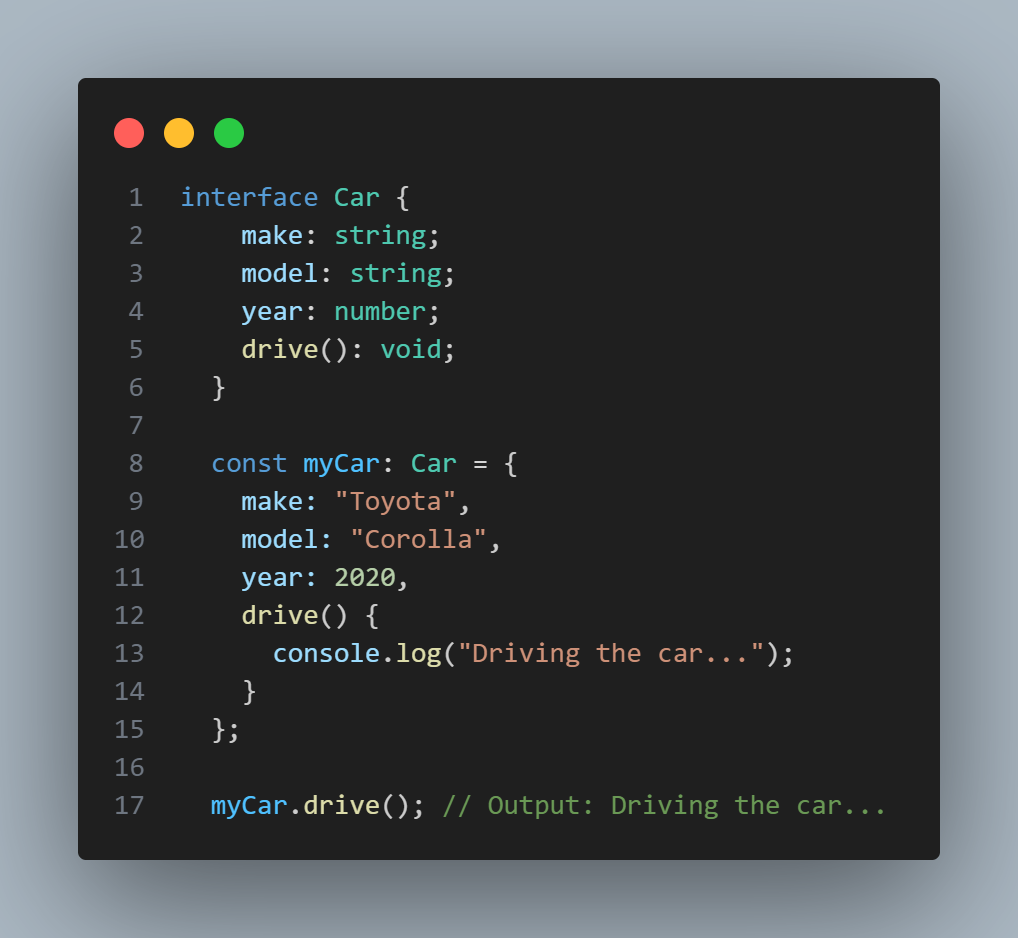 1 interface Car {
2 make: string;
3 model: string;
4 year: number;
5 drive(): void;
6 }
7
8 const myCar: Car = {
9 make: "Toyota",
10 model: "Corolla",
11 year: 2020,
12 drive() {
13 console.log("Driving the car...");
14 }
15 };
16
17 myCar.drive(); // Output: Driving the car...